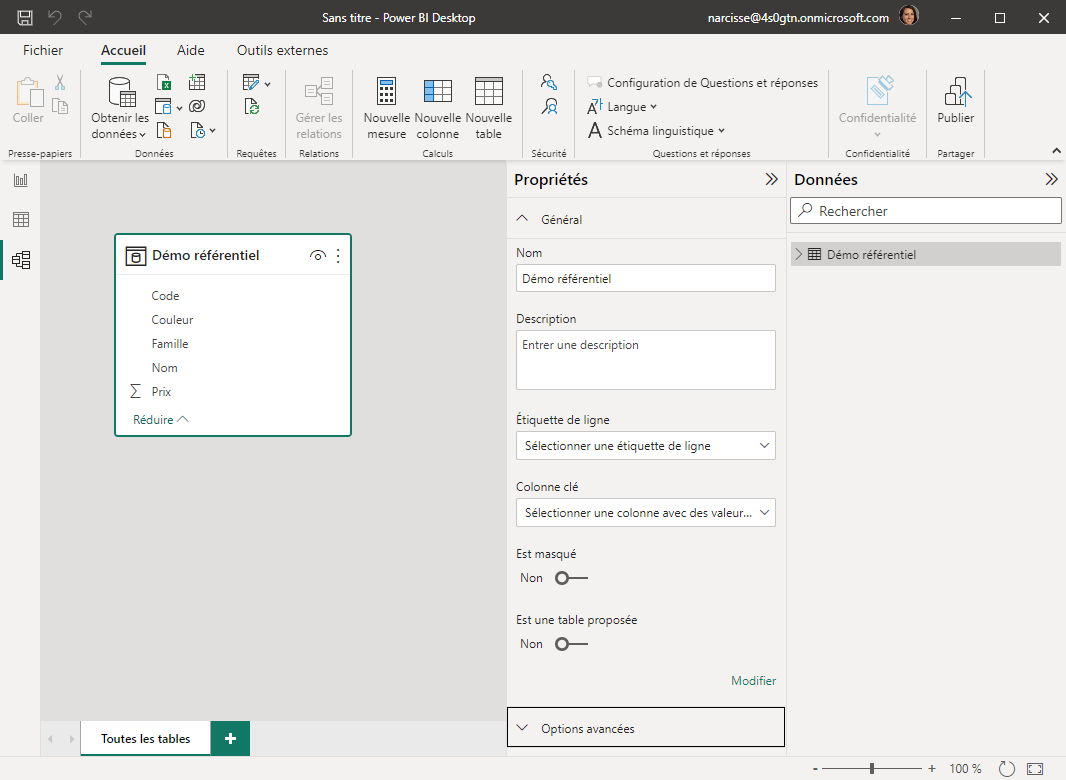 Sans titre - Power BI Desktop
narcisse@4s0gtn.onmicrosoft.com
Fichier
Accueil
Aide
Outils externes
Coller
Obtenir les
données
Gérer les
relations
Nouvelle
mesure
Nouvelle
colonne
Nouvelle
table
Configuration de Questions et réponses
Langue
Schéma linguistique
Confidentialité
Publier
Presse-papiers
Données
Requêtes
Relations
Calculs
Sécurité
Questions et réponses
Confidentialité
Partager
Démo référentiel
Code
Couleur
Famille
Nom
Prix
Réduire
Propriétés
Général
Nom
Démo référentiel
Description
Entrer une description
Étiquette de ligne
Sélectionner une étiquette de ligne
Colonne clé
Sélectionner une colonne avec des valeur...
Est masqué
Non
Est une table proposée
Non
Modifier
Options avancées
Données
Rechercher
Démo référentiel
Toutes les tables
+
- + 100 %